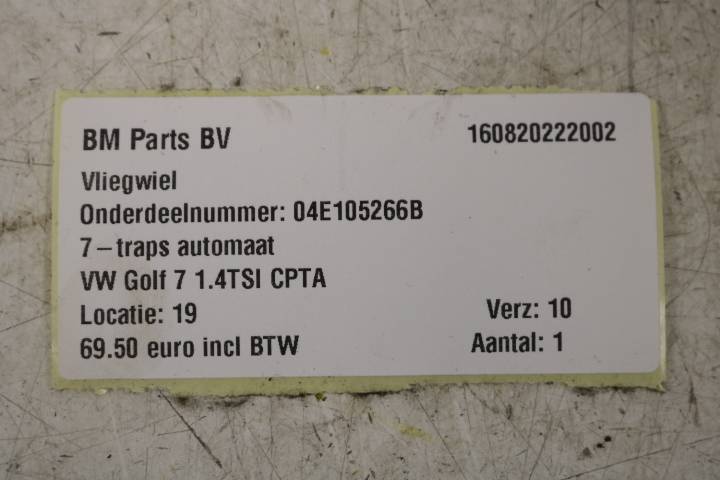 BM Parts BV 160820222002
Vliegwiel
Onderdeelnummer: 04E105266B
7-traps automaat
VW Golf 7 1.4TSI CPTA
Locatie: 19 Verz: 10
69.50 euro incl BTW Aantal: 1